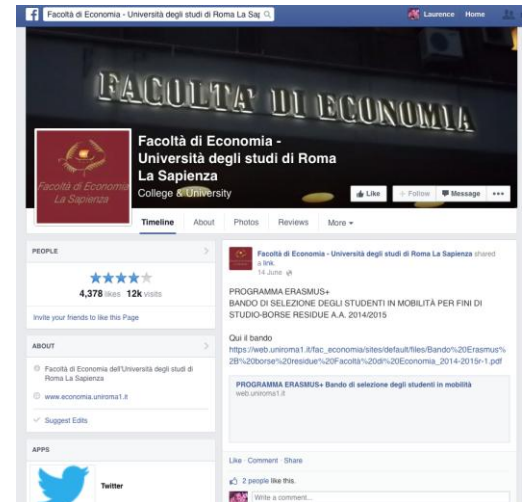 Facoltà di Economia - Università degli studi di Roma La Sap
Laurence Home
FACOLTA' DI ECONOMIA
Facoltà di Economia
La Sapienza
Facoltà di Economia -
Università degli studi di Roma
La Sapienza
College & University
Like Follow Message
Timeline About Photos Reviews More
PEOPLE
4,378 likes 12k visits
Invite your friends to like this Page
ABOUT
Facoltà di Economia dell'Università degli studi di
Roma La Sapienza
www.economia.uniroma1.it
Suggest Edits
APPS
Twitter
Facoltà di Economia - Università degli studi di Roma La Sapienza shared
a link.
14 June
PROGRAMMA ERASMUS+
BANDO DI SELEZIONE DEGLI STUDENTI IN MOBILITÀ PER FINI DI
STUDIO-BORSE RESIDUE A.A. 2014/2015
Qui il bando
https://web.uniroma1.it/fac_economia/sites/default/files/Bando%20Erasmus%
2B%20borse%20residue%20Facoltà%20di%20Economia_2014-2015r-1.pdf
PROGRAMMA ERASMUS+ Bando di selezione degli studenti in mobilità
web.uniroma1.it
Like · Comment · Share
2 people like this.
Write a comment...